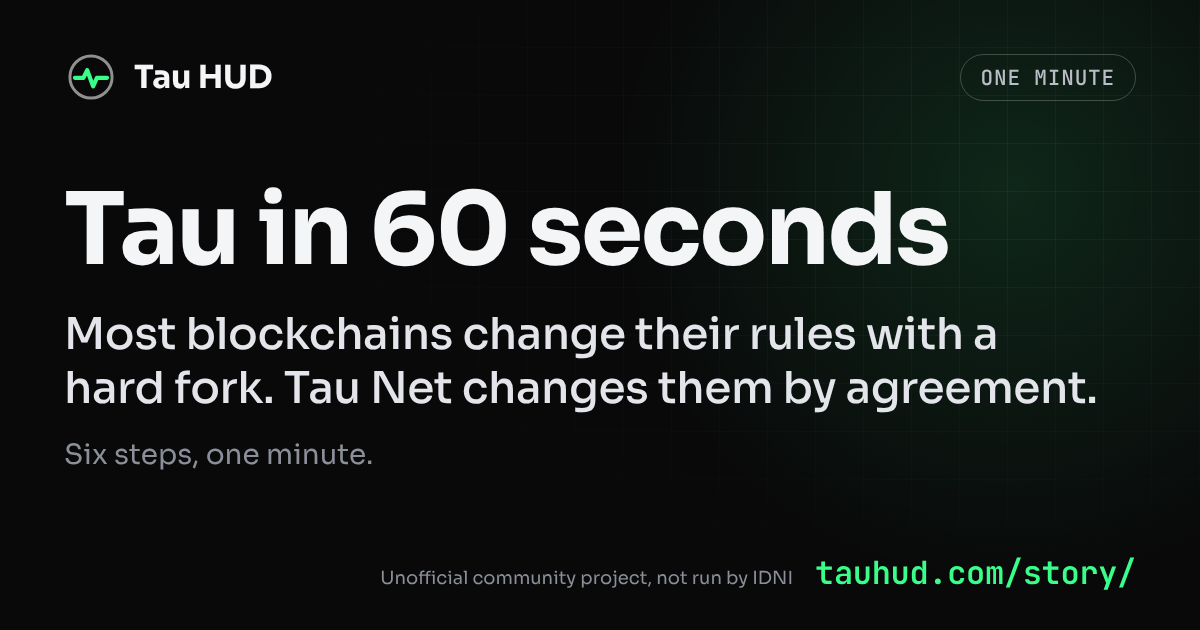 Tau HUD
ONE MINUTE
Tau in 60 seconds
Most blockchains change their rules with a
hard fork. Tau Net changes them by agreement.
Six steps, one minute.
Unofficial community project, not run by IDNI
tauhud.com/story/